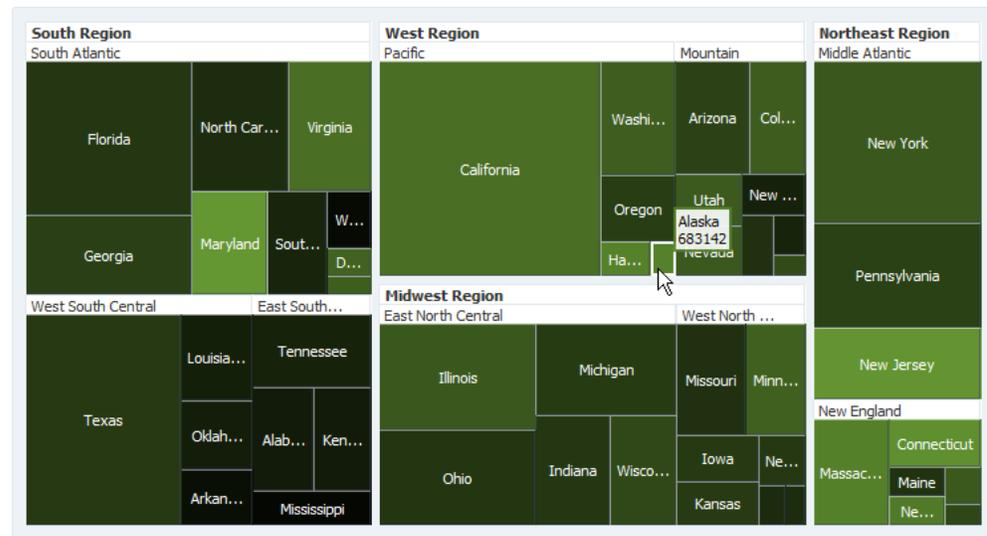 South Region
South Atlantic
Florida
North Car...
Virginia
Georgia
Maryland
Sout...
W...
D...
West South Central
East South...
Texas
Louisia...
Oklah...
Arkan...
Tennessee
Alab...
Ken...
Mississippi
West Region
Pacific
Mountain
California
Washi...
Oregon
Ha...
Arizona
Col...
Utah
New ...
Nevada
Alaska
683142
Midwest Region
East North Central
West North ...
Illinois
Michigan
Ohio
Indiana
Wisco...
Missouri
Minn...
Iowa
Ne...
Kansas
Northeast Region
Middle Atlantic
New York
Pennsylvania
New Jersey
New England
Massac...
Connecticut
Maine
Ne...